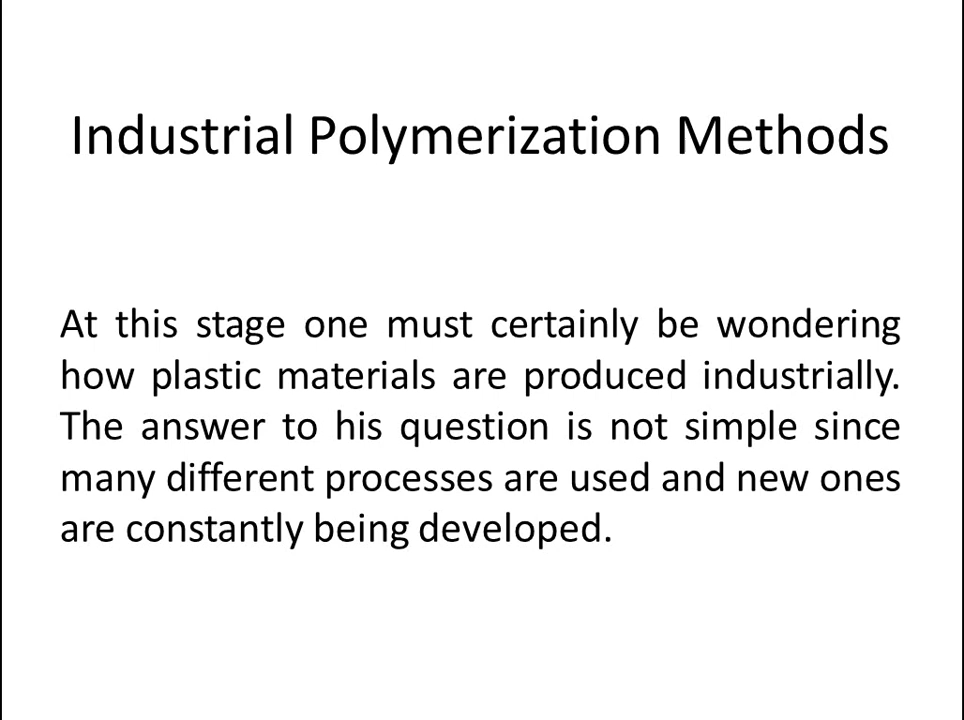 Industrial Polymerization Methods
At this stage one must certainly be wondering
how plastic materials are produced industrially.
The answer to his question is not simple since
many different processes are used and new ones
are constantly being developed.